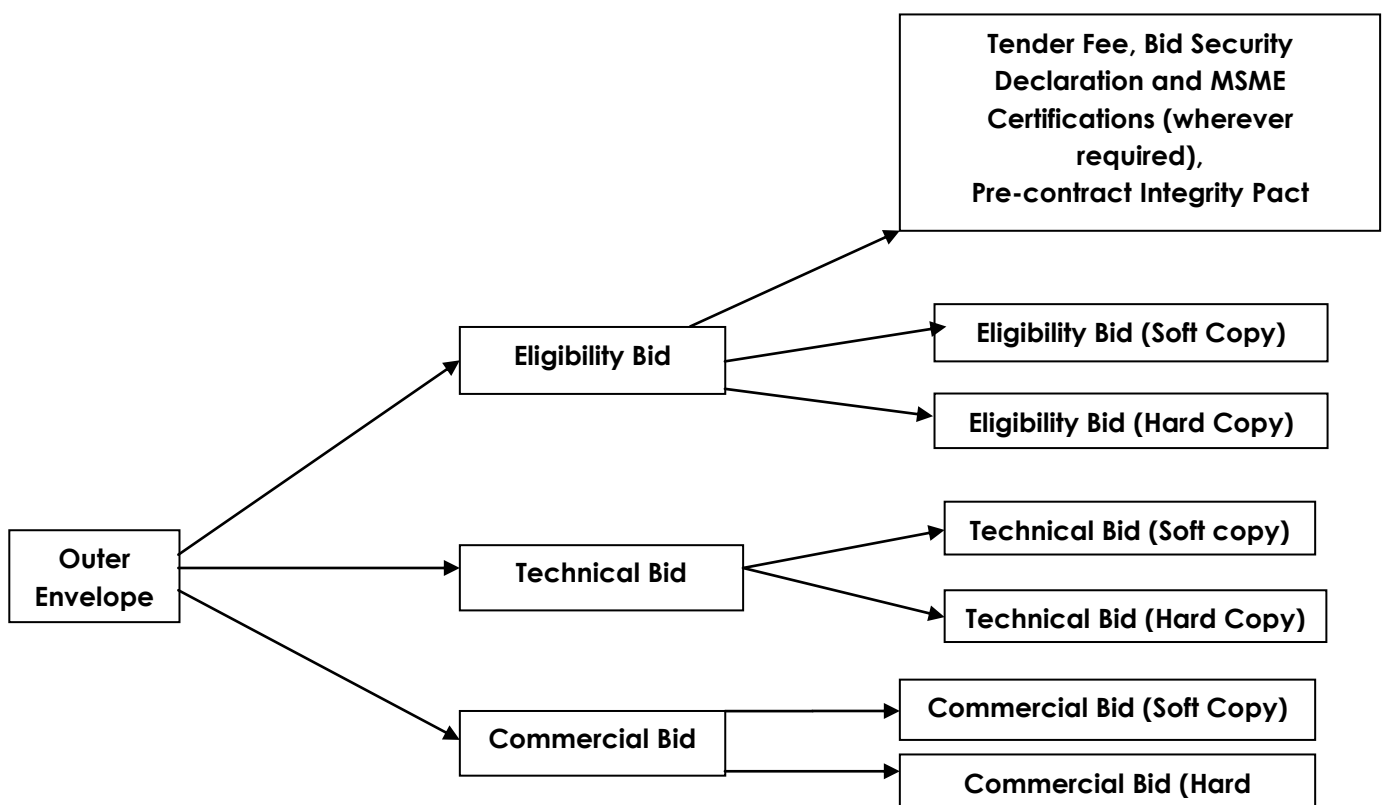 Tender Fee, Bid Security
Declaration and MSME
Certifications (wherever
required),
Pre-contract Integrity Pact
Eligibility Bid
Eligibility Bid (Soft Copy)
Eligibility Bid (Hard Copy)
Outer
Envelope
Technical Bid
Technical Bid (Soft copy)
Technical Bid (Hard Copy)
Commercial Bid
Commercial Bid (Soft Copy)
Commercial Bid (Hard